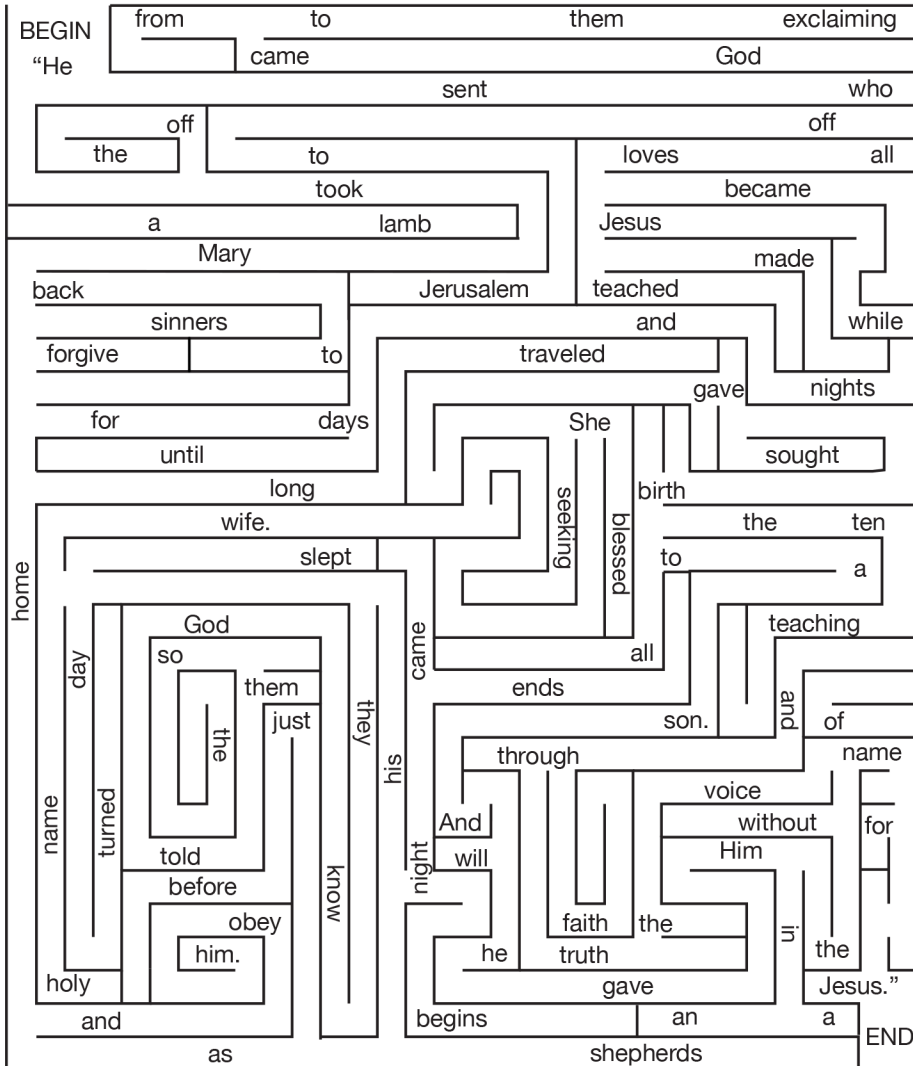 BEGIN from to them exclaiming
“He came God
sent who
off off
the to loves all
took became
a lamb Jesus
Mary made
back Jerusalem teached
sinners and while
forgive to traveled
gave nights
for days She
until sought
long seeking birth
wife. blessed the ten
slept to a
home
God came teaching
so day all
them ends and
just they son. of
the his through name
name turned voice
And without for
told night will Him
before know
obey faith the in
him. he truth the
holy gave Jesus.”
and begins an a END
as shepherds